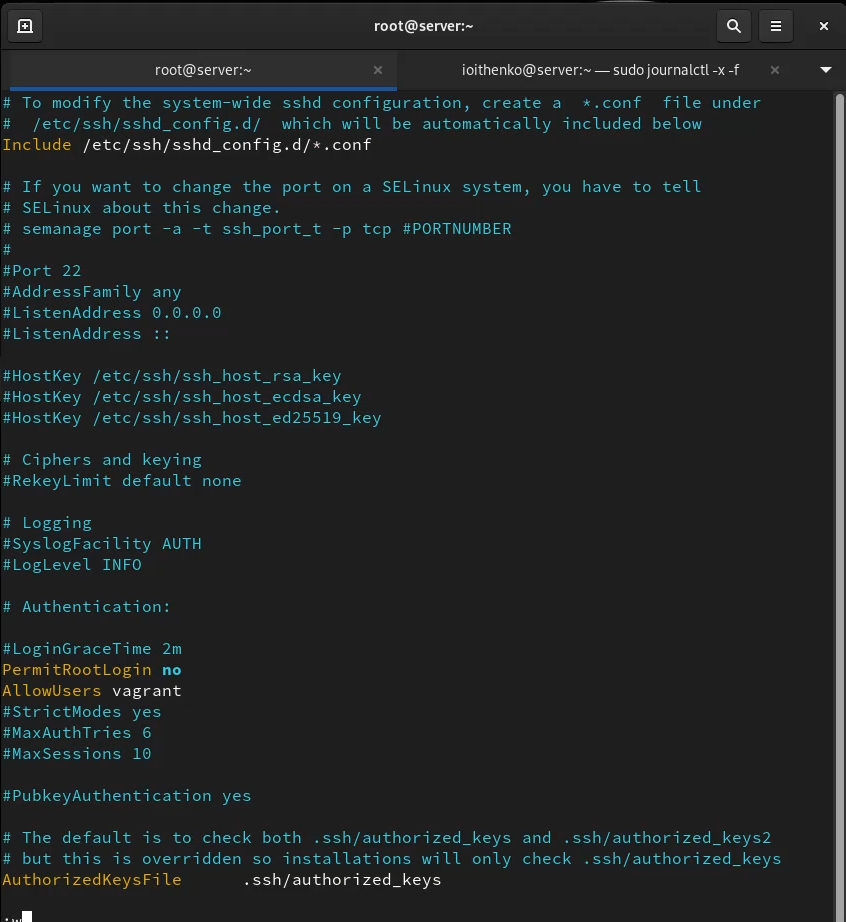 root@server:~
root@server:~
ioithenko@server:~ — sudo journalctl -x -f
# To modify the system-wide sshd configuration, create a  *.conf  file under
#  /etc/ssh/sshd_config.d/  which will be automatically included below
Include /etc/ssh/sshd_config.d/*.conf
# If you want to change the port on a SELinux system, you have to tell
# SELinux about this change.
# semanage port -a -t ssh_port_t -p tcp #PORTNUMBER
#
#Port 22
#AddressFamily any
#ListenAddress 0.0.0.0
#ListenAddress ::
#HostKey /etc/ssh/ssh_host_rsa_key
#HostKey /etc/ssh/ssh_host_ecdsa_key
#HostKey /etc/ssh/ssh_host_ed25519_key
# Ciphers and keying
#RekeyLimit default none
# Logging
#SyslogFacility AUTH
#LogLevel INFO
# Authentication:
#LoginGraceTime 2m
PermitRootLogin no
AllowUsers vagrant
#StrictModes yes
#MaxAuthTries 6
#MaxSessions 10
#PubkeyAuthentication yes
# The default is to check both .ssh/authorized_keys and .ssh/authorized_keys2
# but this is overridden so installations will only check .ssh/authorized_keys
AuthorizedKeysFile      .ssh/authorized_keys
:w